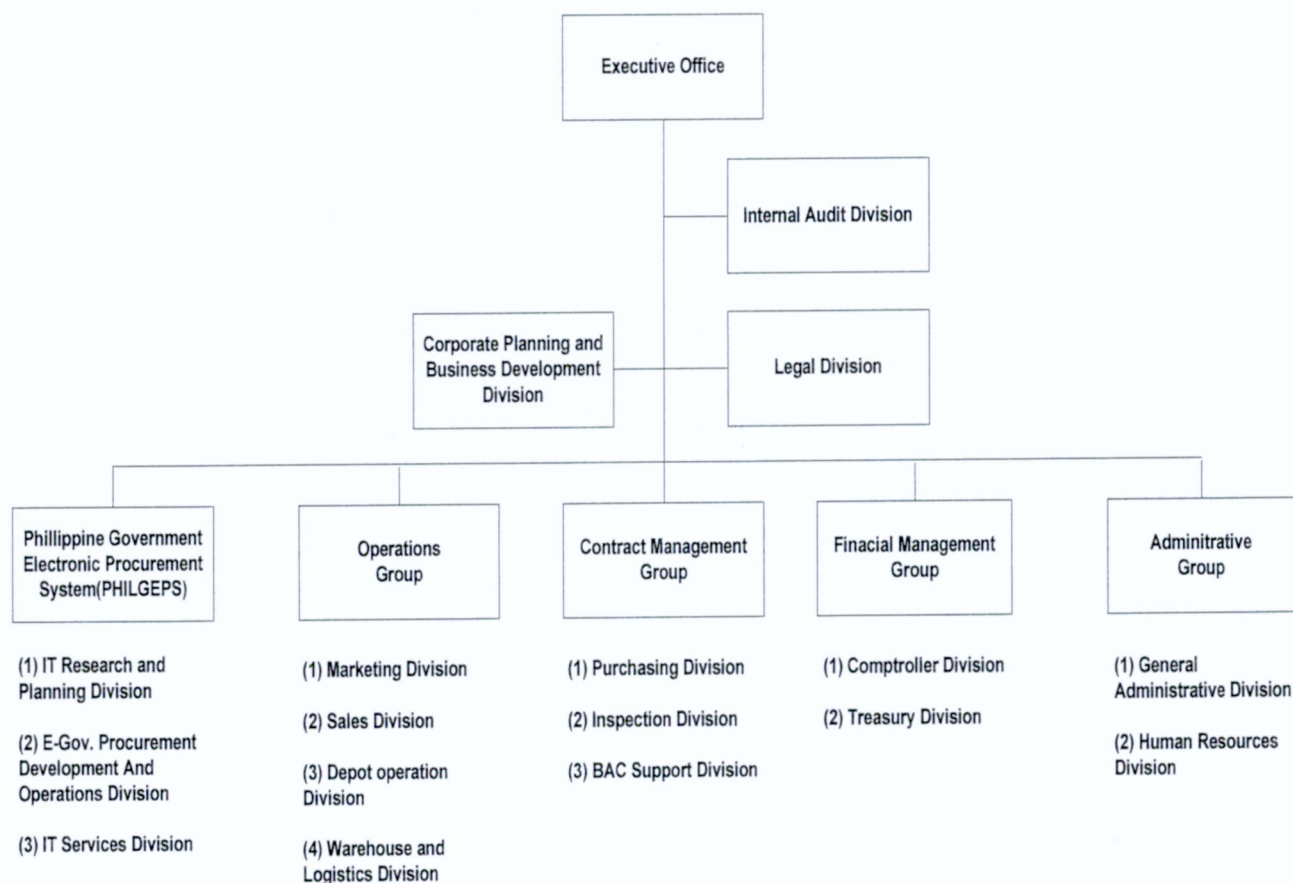 Executive Office
Internal Audit Division
Corporate Planning and
Business Development
Division
Legal Division
Phillippine Government
Electronic Procurement
System(PHILGEPS)
Operations
Group
Contract Management
Group
Finacial Management
Group
Adminitrative
Group
(1) IT Research and
Planning Division
(2) E-Gov. Procurement
Development And
Operations Division
(3) IT Services Division
(1) Marketing Division
(2) Sales Division
(3) Depot operation
Division
(4) Warehouse and
Logistics Division
(1) Purchasing Division
(2) Inspection Division
(3) BAC Support Division
(1) Comptroller Division
(2) Treasury Division
(1) General
Administrative Division
(2) Human Resources
Division